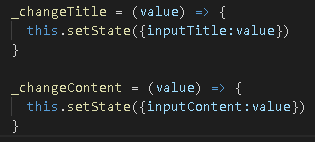 _changeTitle = (value) => {
  this.setState({inputTitle:value})
}
_changeContent = (value) => {
  this.setState({inputContent:value})
}